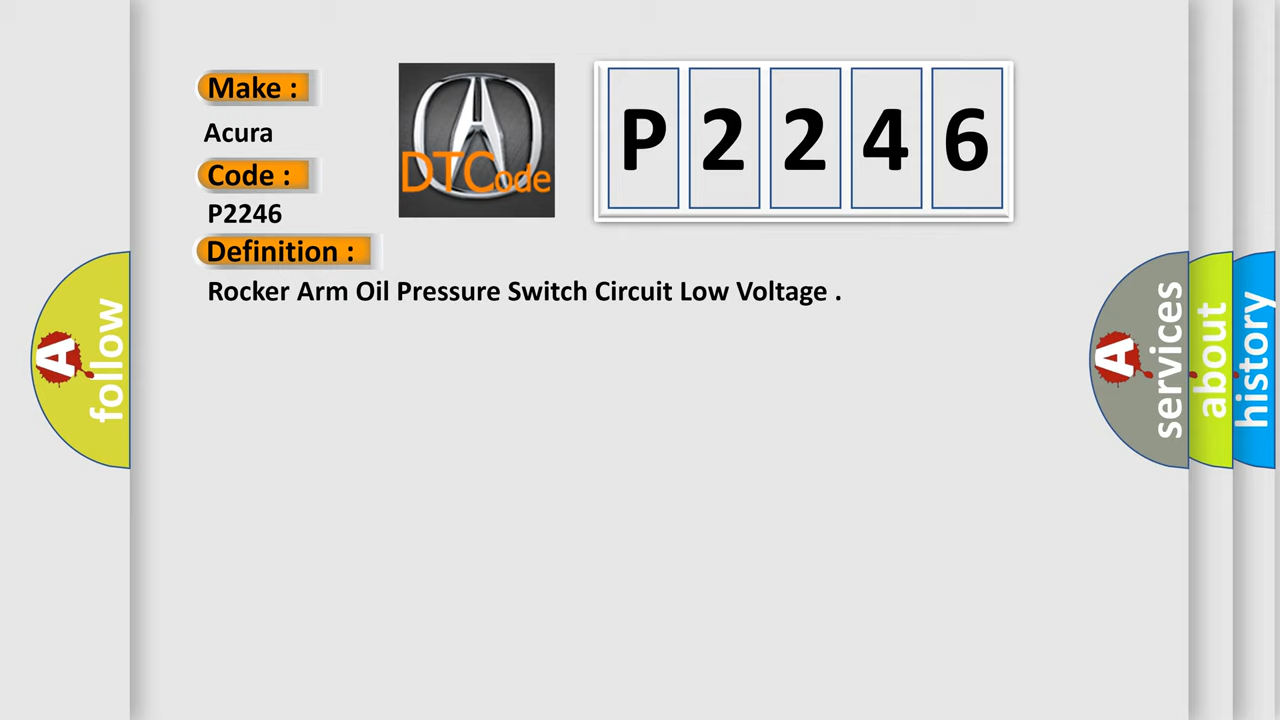 Make :
Acura
Code :
P2246
Definition :
Rocker Arm Oil Pressure Switch Circuit Low Voltage .
DTCode
P 2 2 4 6
A follow
A services
about
history